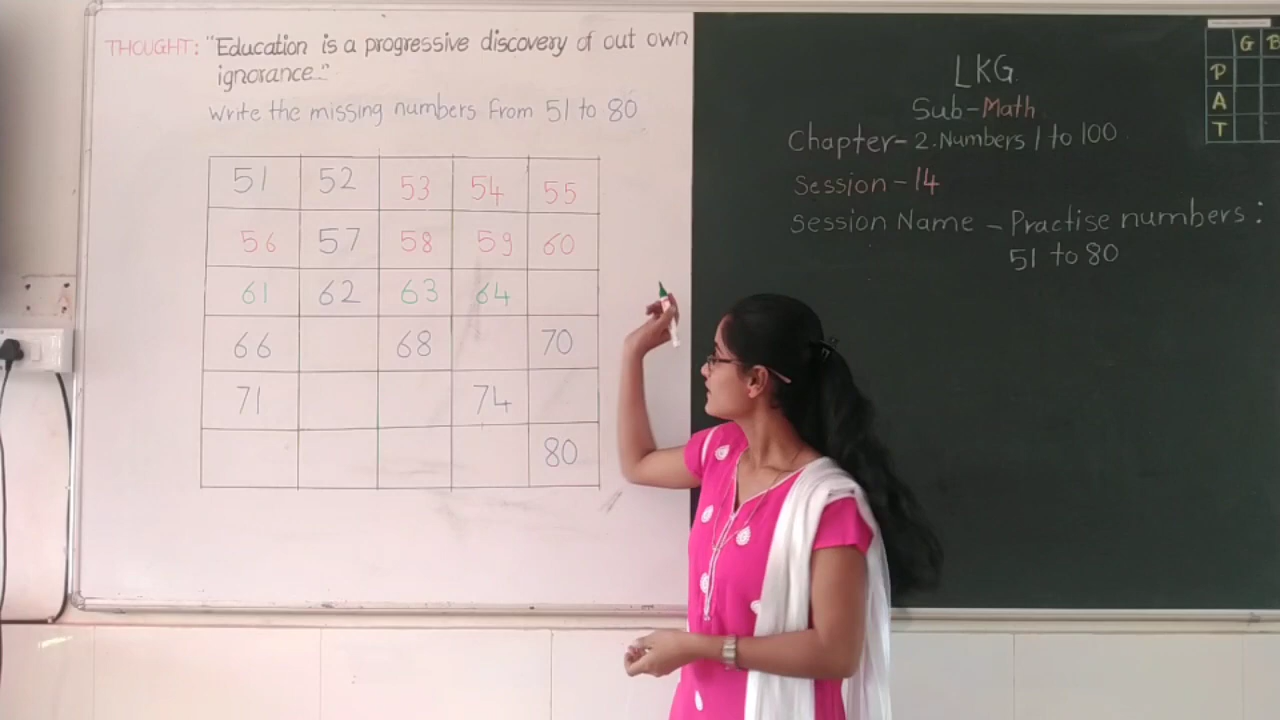 THOUGHT: "Education is a progressive discovery of out own
ignorance."
Write the missing numbers from 51 to 80
51 52 53 54 55
56 57 58 59 60
61 62 63 64
66 68 70
71 74
80
LKG
Sub-Math
Chapter-2.Numbers 1 to 100
Session-14
Session Name - Practise numbers:
51 to 80
G B
P
A
T